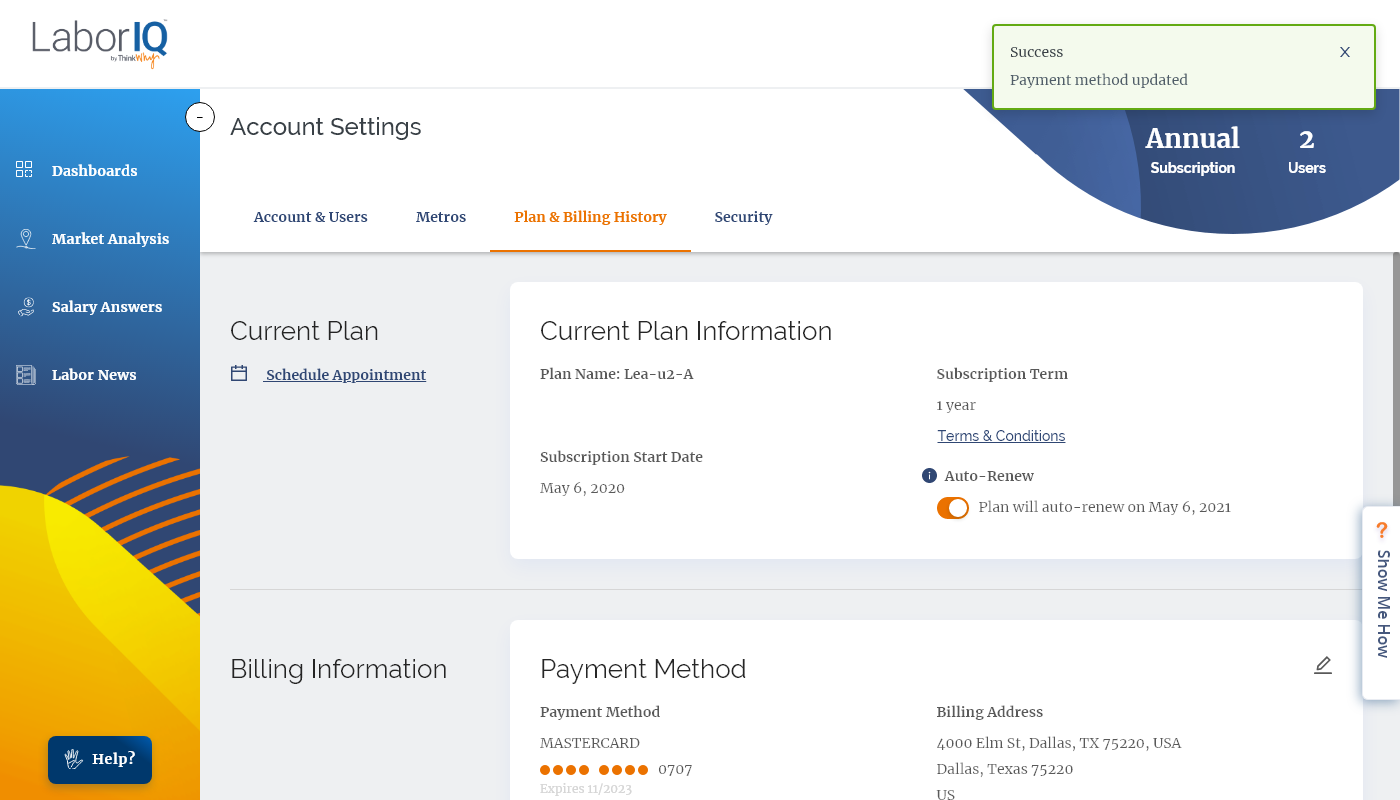 LaborIQ
by ThinkWhy
Success
X
Payment method updated
-
Account Settings
Annual
Subscription
2
Users
Dashboards
Market Analysis
Salary Answers
Labor News
Account & Users
Metros
Plan & Billing History
Security
Current Plan
Schedule Appointment
Current Plan Information
Plan Name: Lea-u2-A
Subscription Term
1 year
Terms & Conditions
Subscription Start Date
May 6, 2020
i
Auto-Renew
Plan will auto-renew on May 6, 2021
? Show Me How
Billing Information
Payment Method
Payment Method
MASTERCARD
0707
Expires 11/2023
Billing Address
4000 Elm St, Dallas, TX 75220, USA
Dallas, Texas 75220
US
Help?